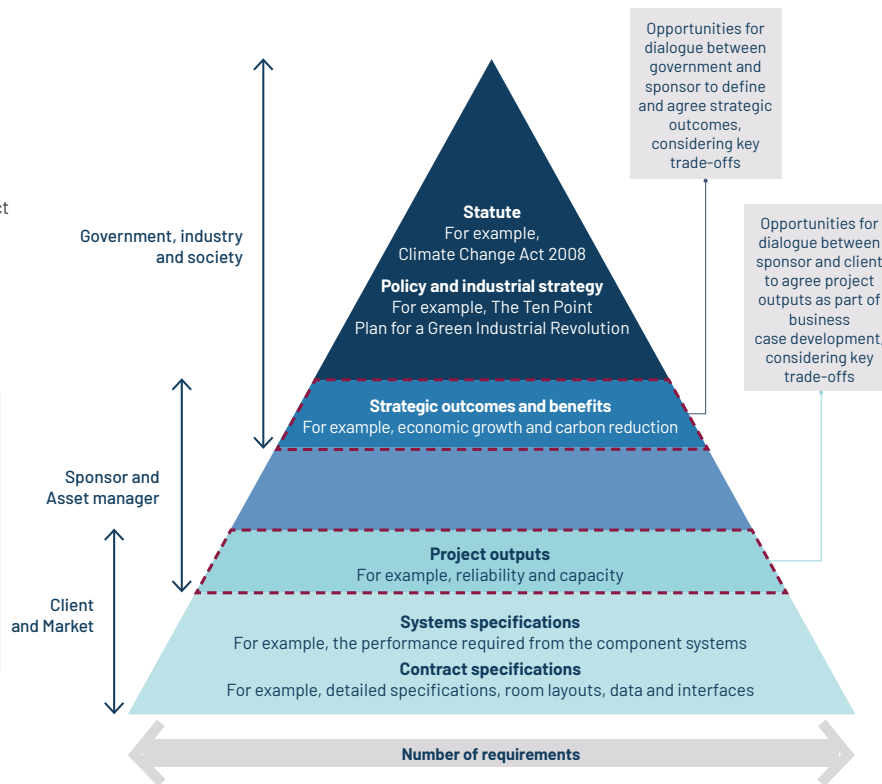 Opportunities for
dialogue between
government and
sponsor to define
and agree strategic
outcomes,
considering key
trade-offs
ct
Government, industry
and society
Statute
For example,
Climate Change Act 2008
Policy and industrial strategy
For example, The Ten Point
Plan for a Green Industrial Revolution
Opportunities for
dialogue between
sponsor and client
to agree project
outputs as part of
business
case development,
considering key
trade-offs
Strategic outcomes and benefits
For example, economic growth and carbon reduction
Sponsor and
Asset manager
Project outputs
For example, reliability and capacity
Client
and Market
Systems specifications
For example, the performance required from the component systems
Contract specifications
For example, detailed specifications, room layouts, data and interfaces
Number of requirements